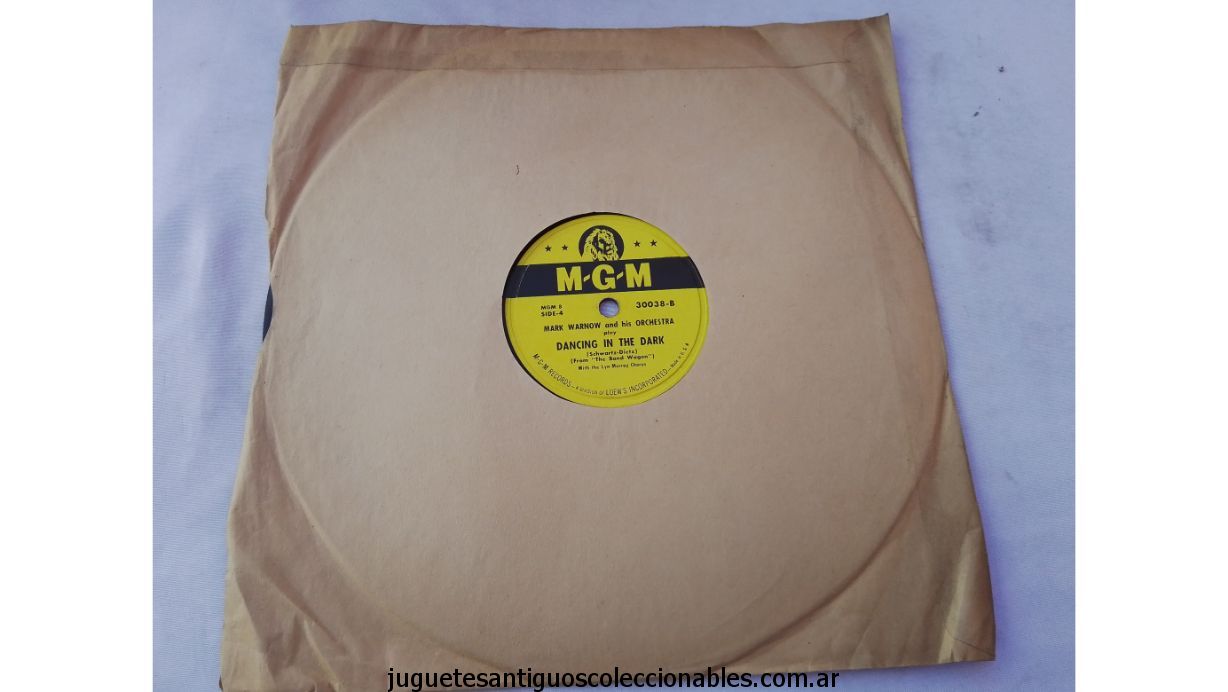 M-G-M
MGM 8
SIDE-4
30038-B
MARK WARNOW and his ORCHESTRA
play
DANCING IN THE DARK
(Schwartz-Dietz)
(From "The Band Wagon")
With the Lyn Murray Chorus
M-G-M RECORDS — A DIVISION OF LOEW'S INCORPORATED — MADE IN U.S.A.
juguetesantiguoscoleccionables.com.ar